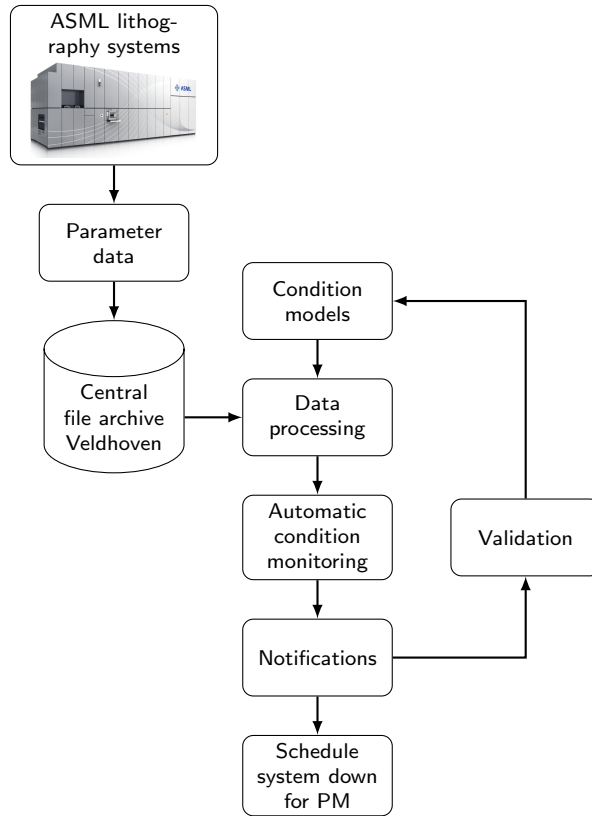 ASML lithog-
raphy systems
ASML
Parameter
data
Condition
models
Central
file archive
Veldhoven
Data
processing
Automatic
condition
monitoring
Validation
Notifications
Schedule
system down
for PM